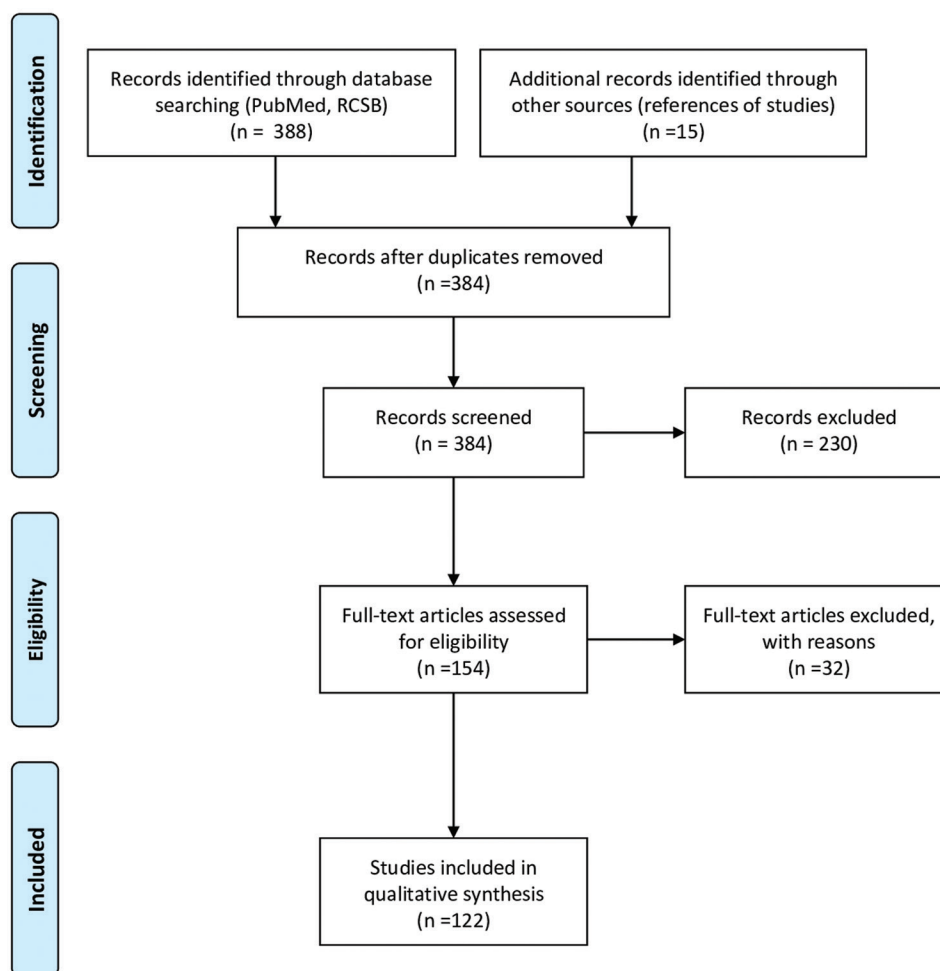 Identification
Records identified through database
searching (PubMed, RCSB)
(n = 388)
Additional records identified through
other sources (references of studies)
(n =15)
Records after duplicates removed
(n =384)
Screening
Records screened
(n = 384)
Records excluded
(n = 230)
Eligibility
Full-text articles assessed
for eligibility
(n =154)
Full-text articles excluded,
with reasons
(n =32)
Included
Studies included in
qualitative synthesis
(n =122)